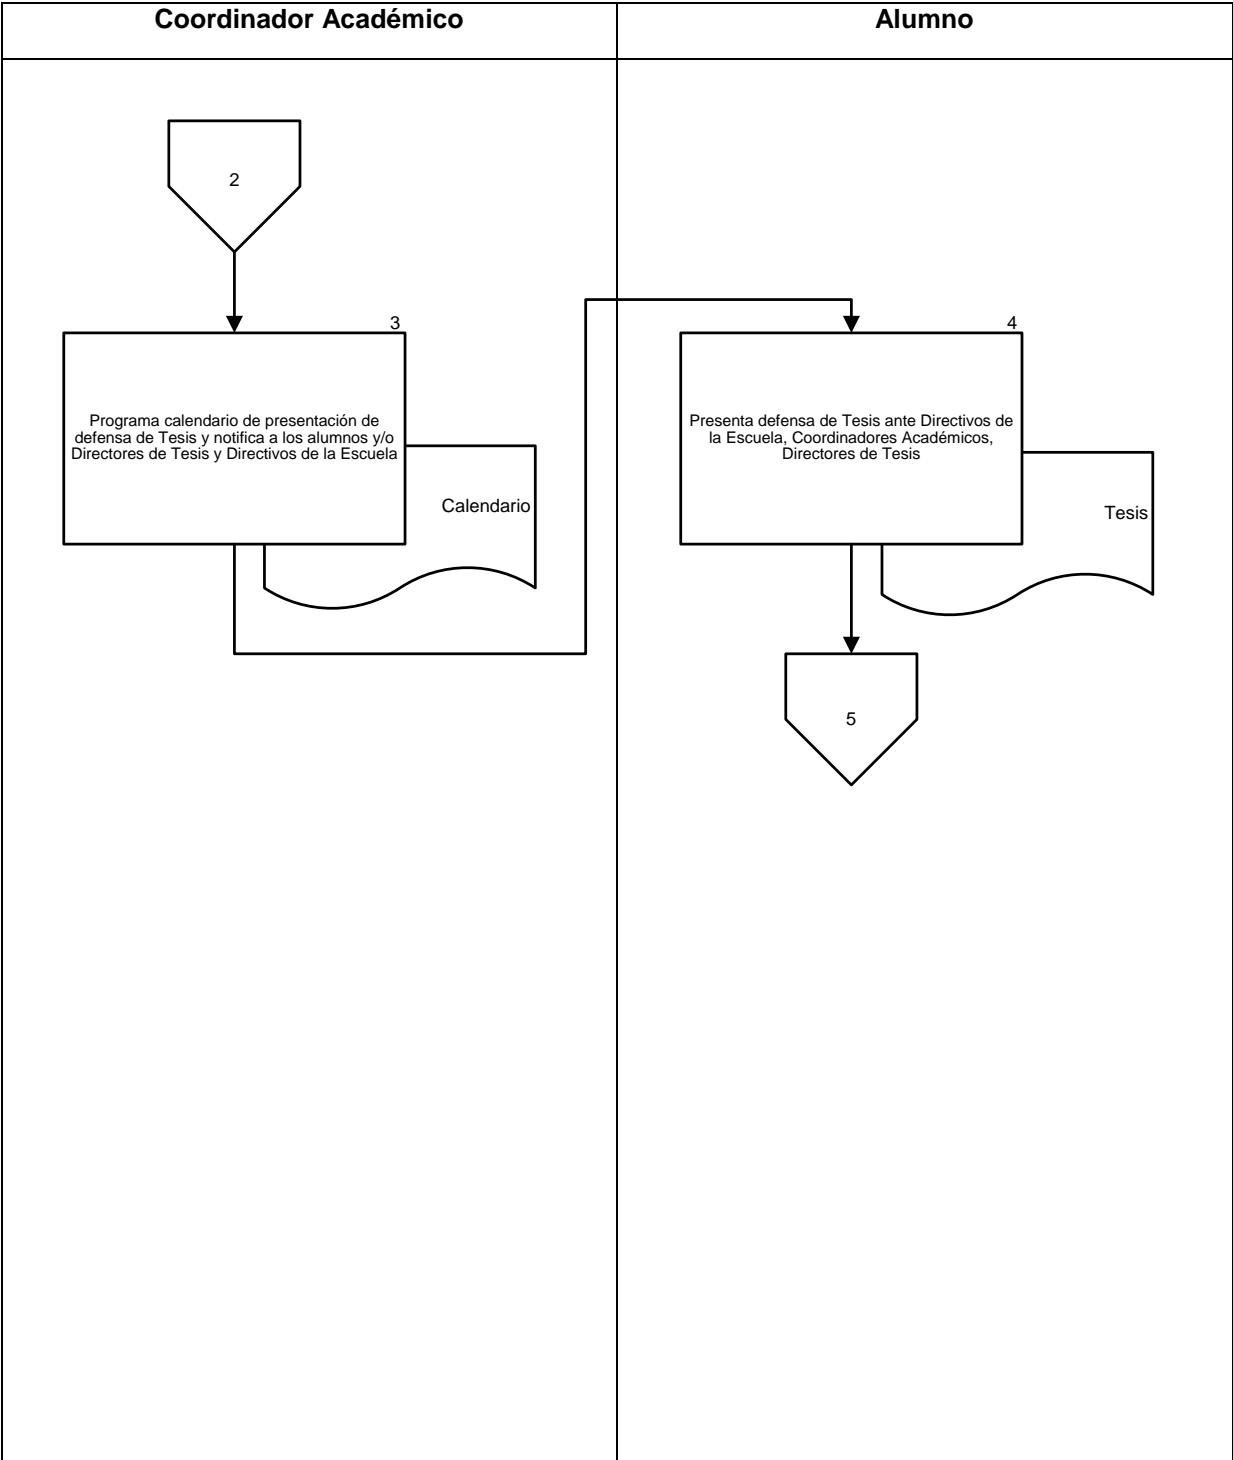 Coordinador Académico
Alumno
2
3
Programa calendario de presentación de
defensa de Tesis y notifica a los alumnos y/o
Directores de Tesis y Directivos de la Escuela
Calendario
4
Presenta defensa de Tesis ante Directivos de
la Escuela, Coordinadores Académicos,
Directores de Tesis
Tesis
5